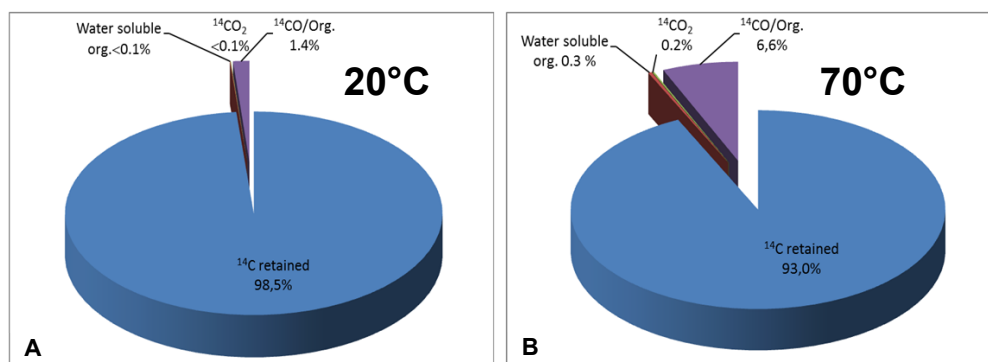 Water soluble
org.<0.1%
¹⁴CO₂
<0.1%
¹⁴CO/Org.
1.4%
20°C
¹⁴C retained
98,5%
A
Water soluble
org. 0.3 %
¹⁴CO₂
0.2%
¹⁴CO/Org.
6,6%
70°C
¹⁴C retained
93,0%
B